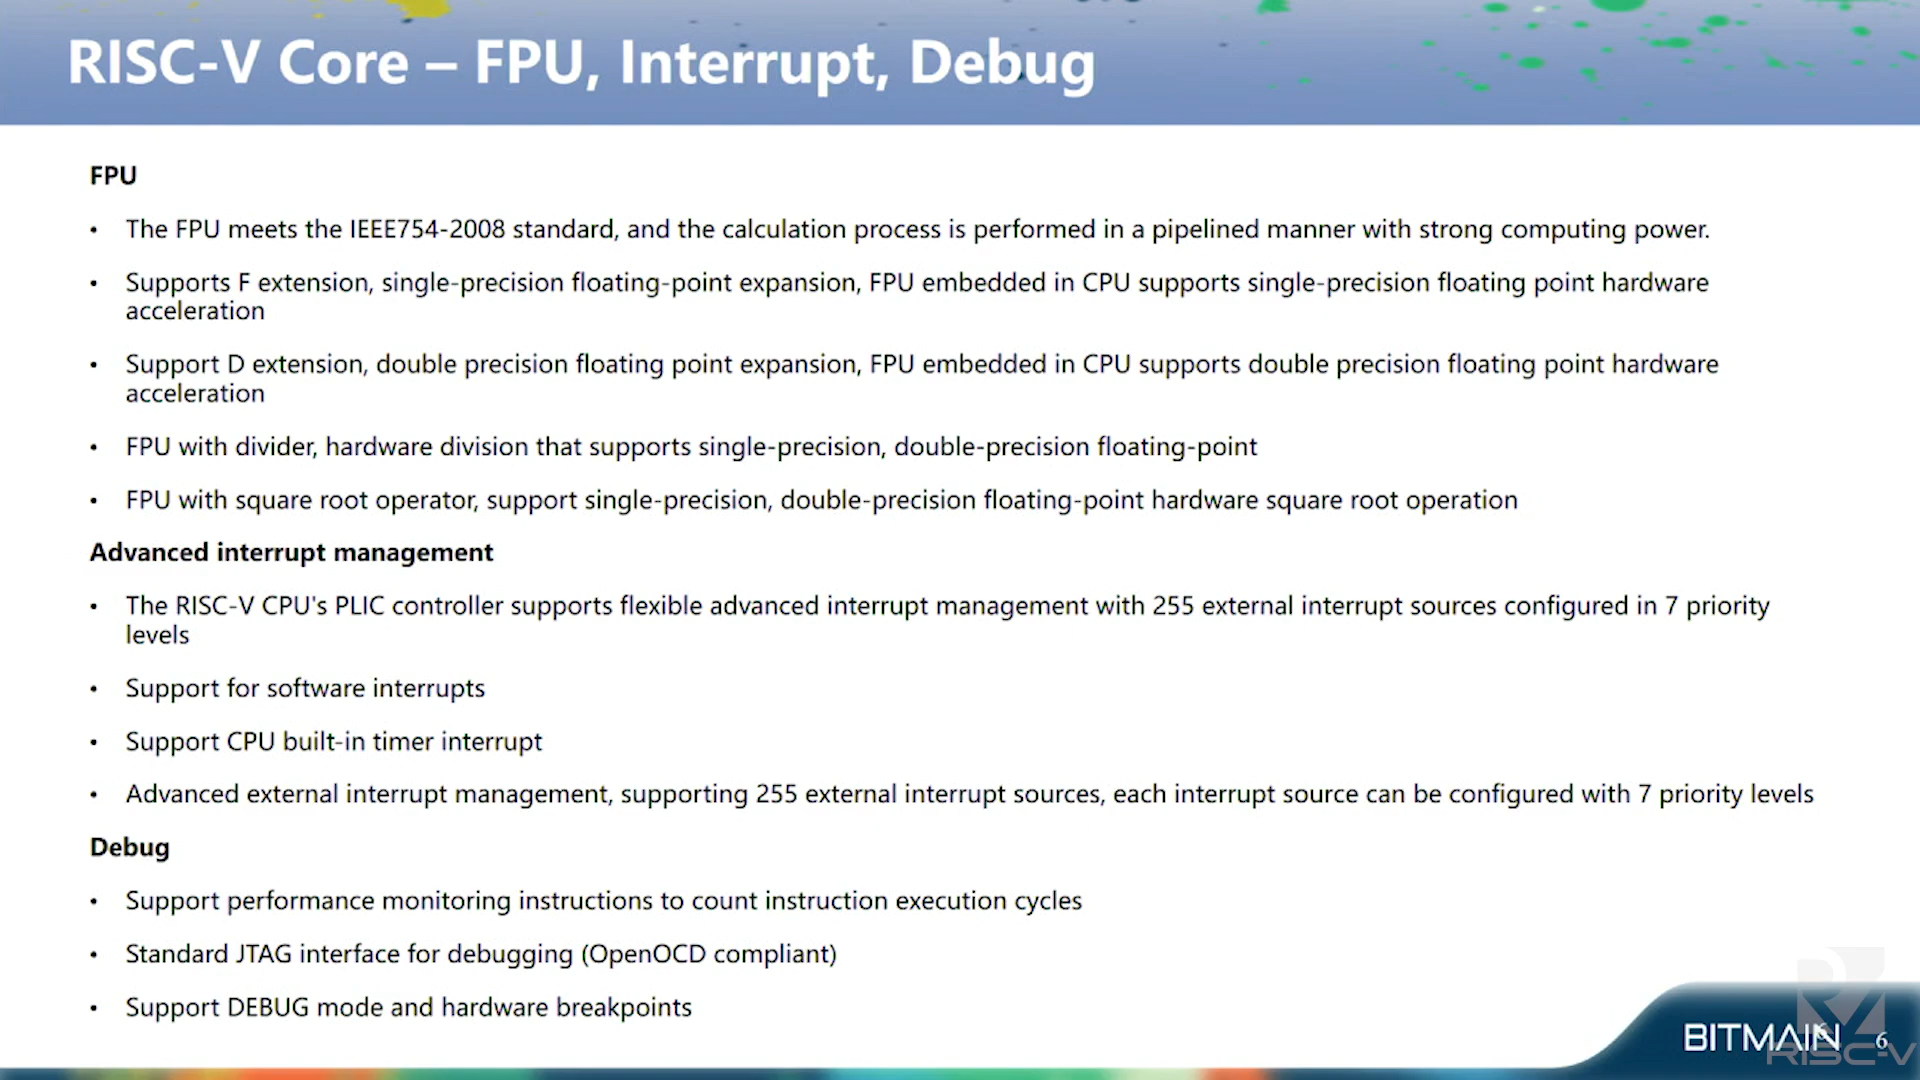 RISC-V Core – FPU, Interrupt, Debug
FPU
• The FPU meets the IEEE754-2008 standard, and the calculation process is performed in a pipelined manner with strong computing power.
• Supports F extension, single-precision floating-point expansion, FPU embedded in CPU supports single-precision floating point hardware
acceleration
• Support D extension, double precision floating point expansion, FPU embedded in CPU supports double precision floating point hardware
acceleration
• FPU with divider, hardware division that supports single-precision, double-precision floating-point
• FPU with square root operator, support single-precision, double-precision floating-point hardware square root operation
Advanced interrupt management
• The RISC-V CPU's PLIC controller supports flexible advanced interrupt management with 255 external interrupt sources configured in 7 priority
levels
• Support for software interrupts
• Support CPU built-in timer interrupt
• Advanced external interrupt management, supporting 255 external interrupt sources, each interrupt source can be configured with 7 priority levels
Debug
• Support performance monitoring instructions to count instruction execution cycles
• Standard JTAG interface for debugging (OpenOCD compliant)
• Support DEBUG mode and hardware breakpoints
BITMAIN
6
6
RISC-V